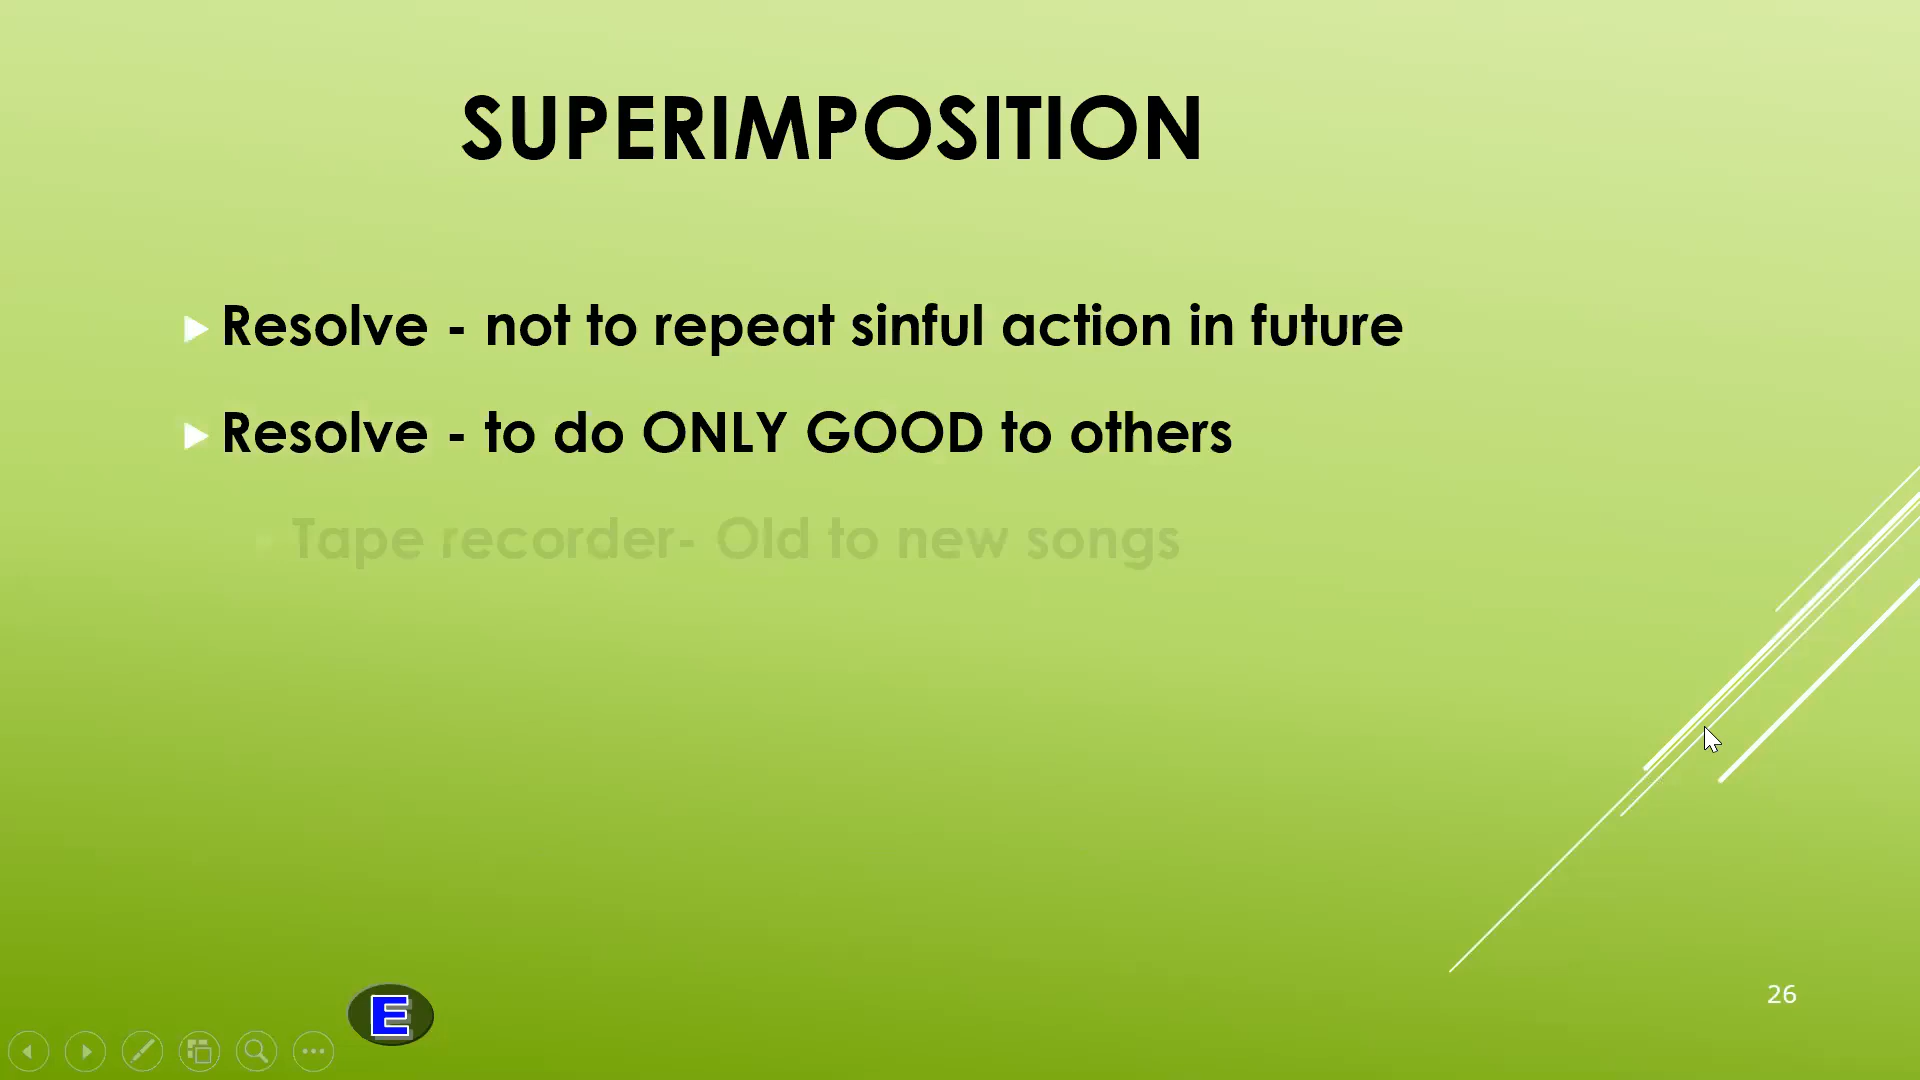 SUPERIMPOSITION
Resolve - not to repeat sinful action in future
Resolve - to do ONLY GOOD to others
Tape recorder- Old to new songs
E
26